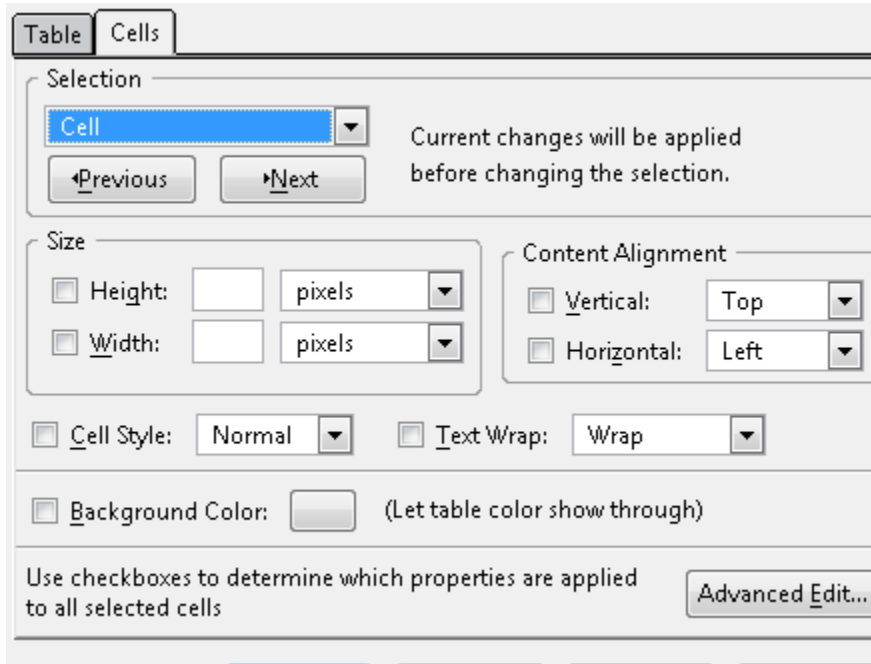 Table Cells
Selection
Cell
Current changes will be applied
before changing the selection.
Previous Next
Size
Height: pixels
Width: pixels
Content Alignment
Vertical: Top
Horizontal: Left
Cell Style: Normal Text Wrap: Wrap
Background Color: (Let table color show through)
Use checkboxes to determine which properties are applied
to all selected cells
Advanced Edit...